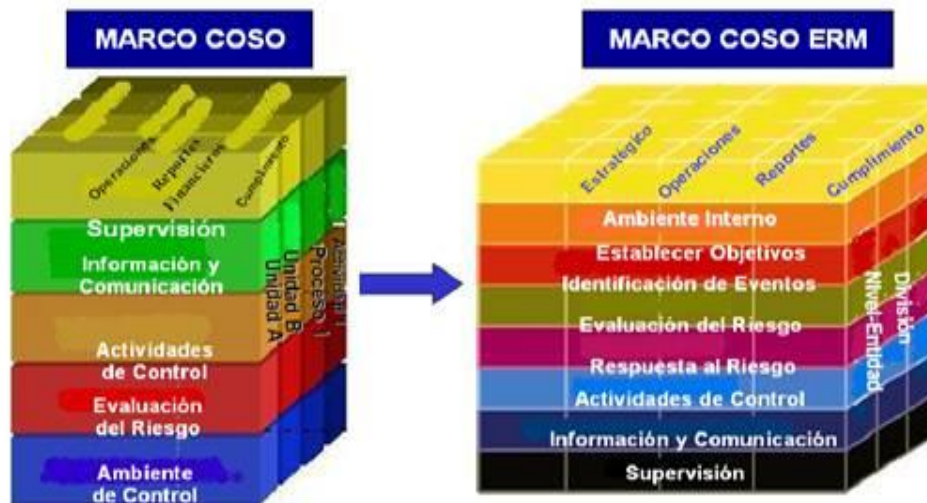 MARCO COSO
Operaciones
Reportes
Financieros
Cumplimiento
Supervisión
Información y
Comunicación
Actividades
de Control
Evaluación
del Riesgo
Ambiente
de Control
Unidad A
Unidad B
Proceso 1
MARCO COSO ERM
Estratégico
Operaciones
Reportes
Cumplimiento
Ambiente Interno
Establecer Objetivos
Identificación de Eventos
Evaluación del Riesgo
Respuesta al Riesgo
Actividades de Control
Información y Comunicación
Supervisión
NIvel-Entidad
División